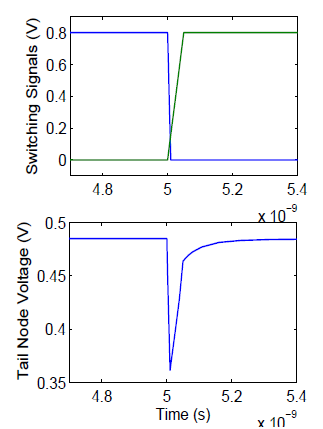 Switching Signals (V)
0.8
0.6
0.4
0.2
0
4.8 5 5.2 5.4
x 10⁻⁹
Tail Node Voltage (V)
0.5
0.45
0.4
0.35
4.8 5 5.2 5.4
Time (s)
x 10⁻⁹